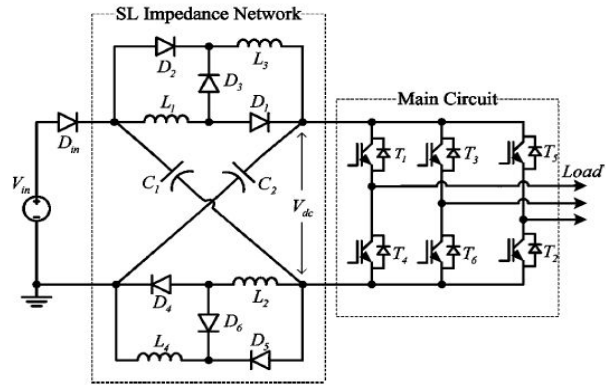 SL Impedance Network
D2
L3
D3
L1
D1
Din
Main Circuit
Vin
C1
C2
Vdc
T1
T3
T5
Load
T4
T6
T2
D4
L2
D6
L4
D5